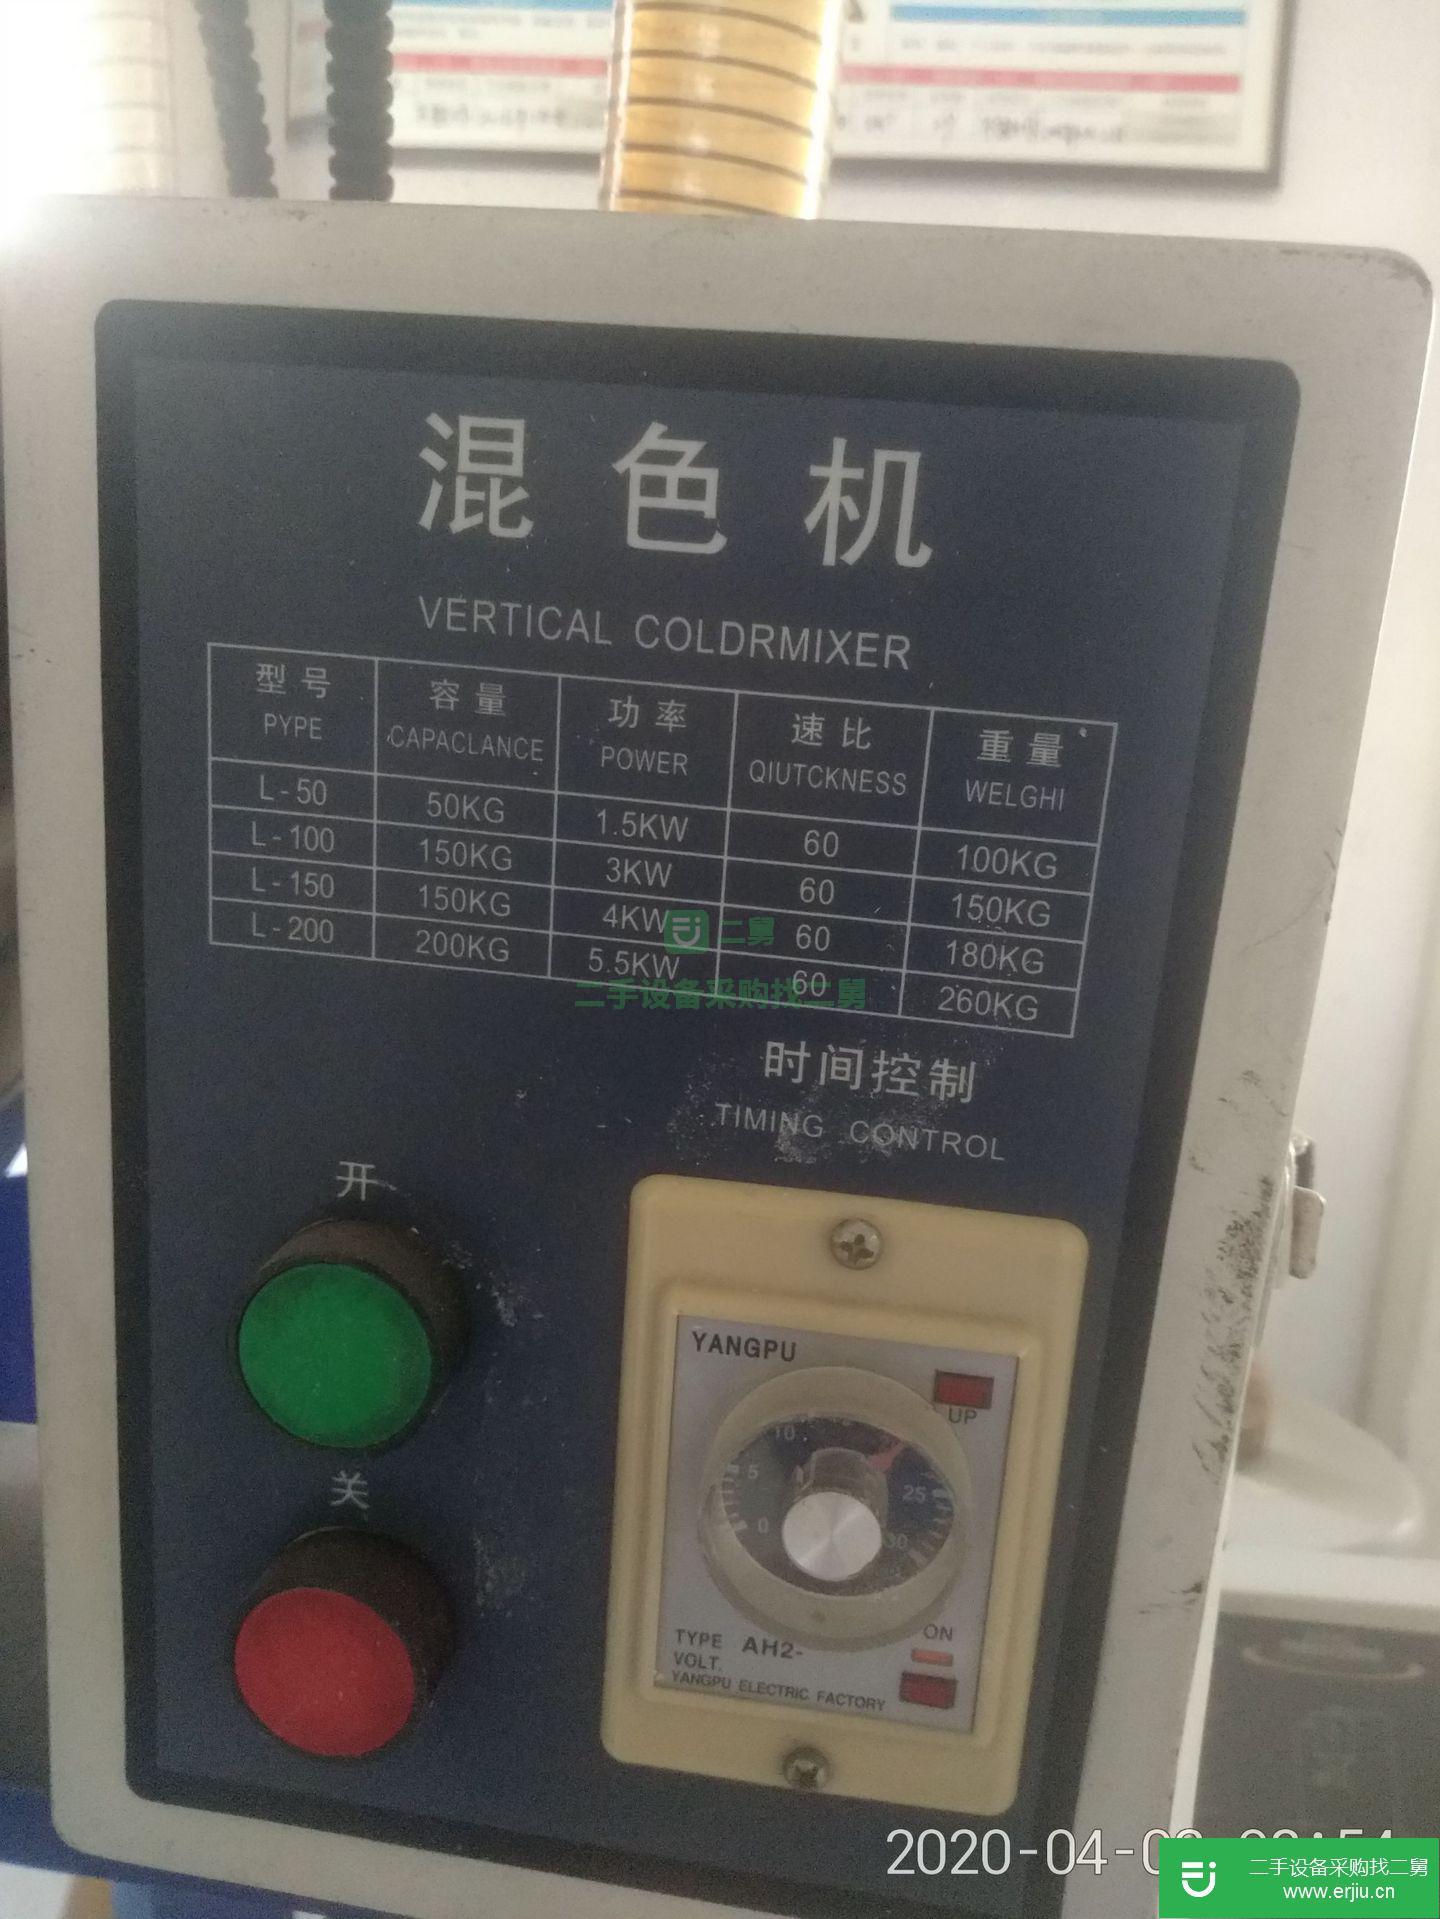 混色机
VERTICAL COLDRMIXER
型号 容量 功率 速比 重量
PYPE CAPACLANCE POWER QIUTCKNESS WELGHI
L-50 50KG 1.5KW 60 100KG
L-100 150KG 3KW 60 150KG
L-150 150KG 4KW 60 180KG
L-200 200KG 5.5KW 60 260KG
二舅
二手设备采购找二舅
时间控制
TIMING CONTROL
开
关
YANGPU
UP
10
5
25
0
30
ON
TYPE AH2-
VOLT.
YANGPU ELECTRIC FACTORY
2020-04-0
二手设备采购找二舅
www.erjiu.cn